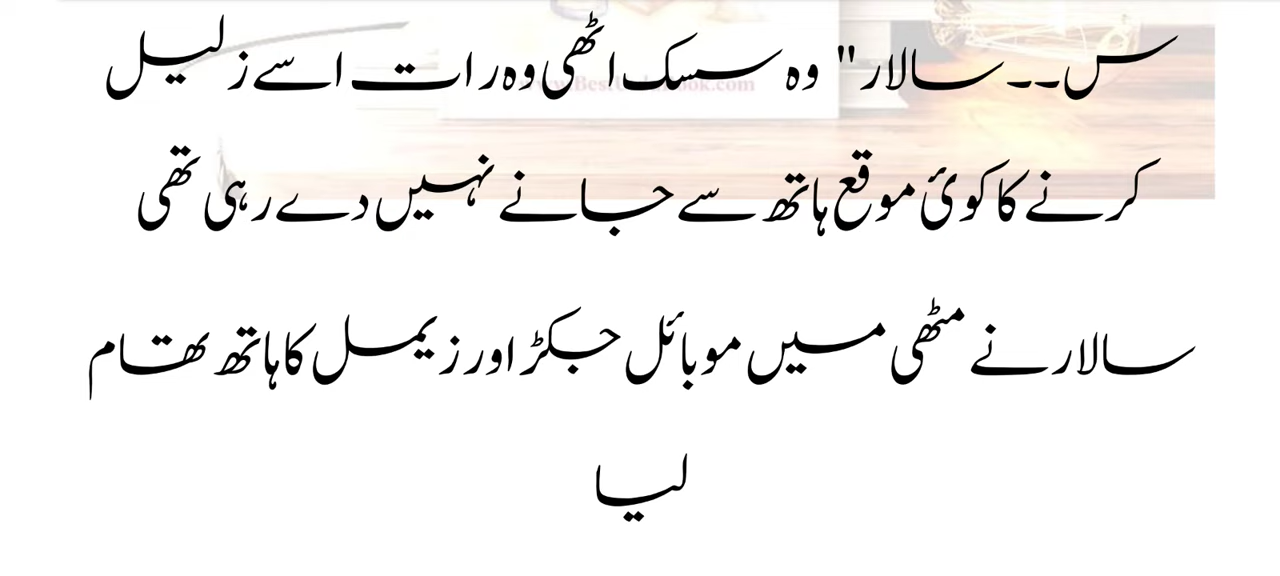 س۔۔سالار" وہ سسک اٹھی وہ رات اسے زلیل
کرنے کا کوئ موقع ہاتھ سے جانے نہیں دے رہی تھی
سالار نے مٹھی میں موبائل جکڑ اور زیمل کا ہاتھ تھام
لیا